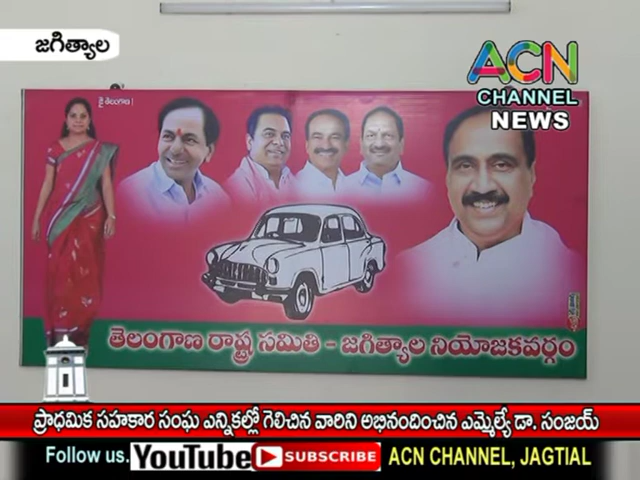 జగిత్యాల
ACN
CHANNEL
NEWS
జై తెలంగాణ!
తెలంగాణ రాష్ట్ర సమితి - జగిత్యాల నియోజకవర్గం
ప్రాధమిక సహకార సంఘ ఎన్నికల్లో గెలిచిన వారిని అభినందించిన ఎమ్మెల్యే డా. సంజయ్
Follow us. YouTube SUBSCRIBE ACN CHANNEL, JAGTIAL